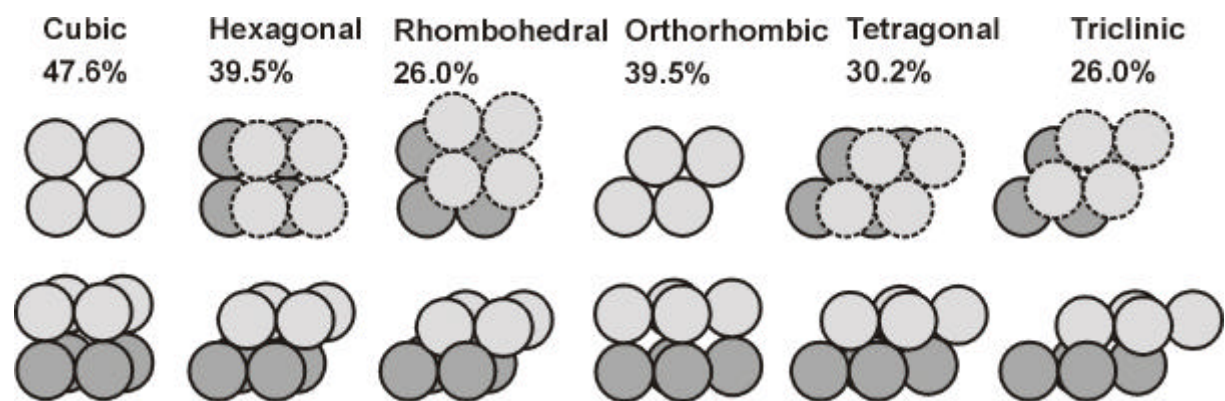 Cubic Hexagonal Rhombohedral Orthorhombic Tetragonal Triclinic
47.6% 39.5% 26.0% 39.5% 30.2% 26.0%